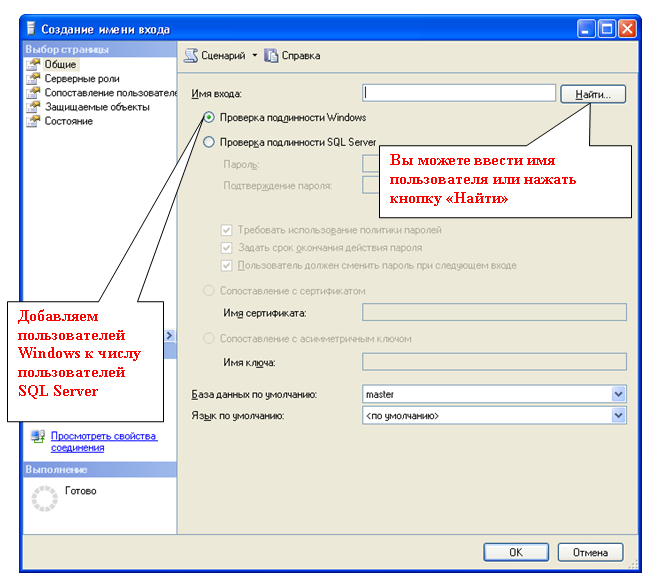 Создание имени входа
Выбор страницы
Общие
Серверные роли
Сопоставление пользователе
Защищаемые объекты
Состояние
Сценарий
Справка
Имя входа:
Найти...
Проверка подлинности Windows
Проверка подлинности SQL Server
Пароль:
Подтверждение пароля:
Вы можете ввести имя
пользователя или нажать
кнопку «Найти»
Требовать использование политики паролей
Задать срок окончания действия пароля
Пользователь должен сменить пароль при следующем входе
Сопоставление с сертификатом
Имя сертификата:
Сопоставление с асимметричным ключом
Имя ключа:
Добавляем
пользователей
Windows к числу
пользователей
SQL Server
База данных по умолчанию:
master
Язык по умолчанию:
<по умолчанию>
Просмотреть свойства
соединения
Выполнение
Готово
OK
Отмена